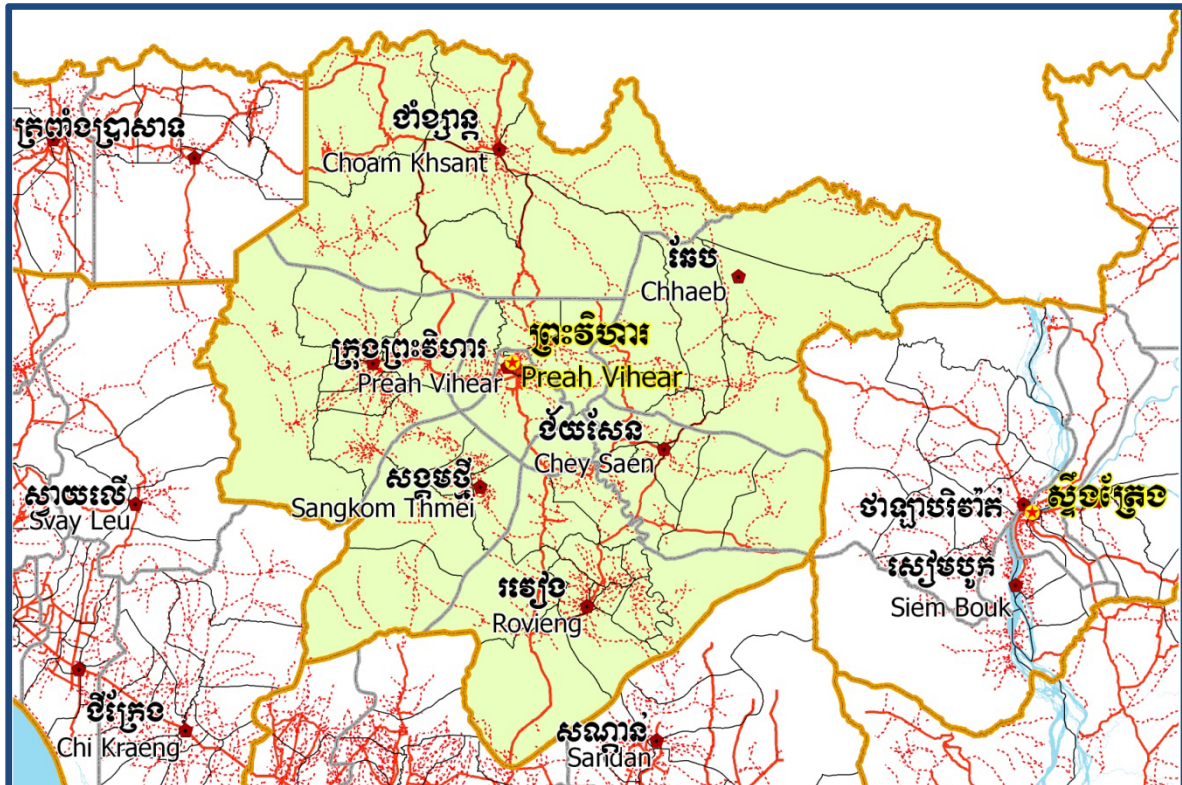 ត្រពាំងប្រាសាទ
ជាំខ្សាន្ត
Choam Khsant
ឆែប
Chhaeb
ក្រុងព្រះវិហារ
Preah Vihear
ព្រះវិហារ
Preah Vihear
ជ័យសែន
Chey Saen
សង្គមថ្មី
Sangkom Thmei
ស្វាយលើ
Svay Leu
ថាឡាបរិវ៉ាត់
ស្ទឹងត្រែង
សៀមបូក
Siem Bouk
រវៀង
Rovieng
ជីក្រែង
Chi Kraeng
សណ្ដាន់
Sandan